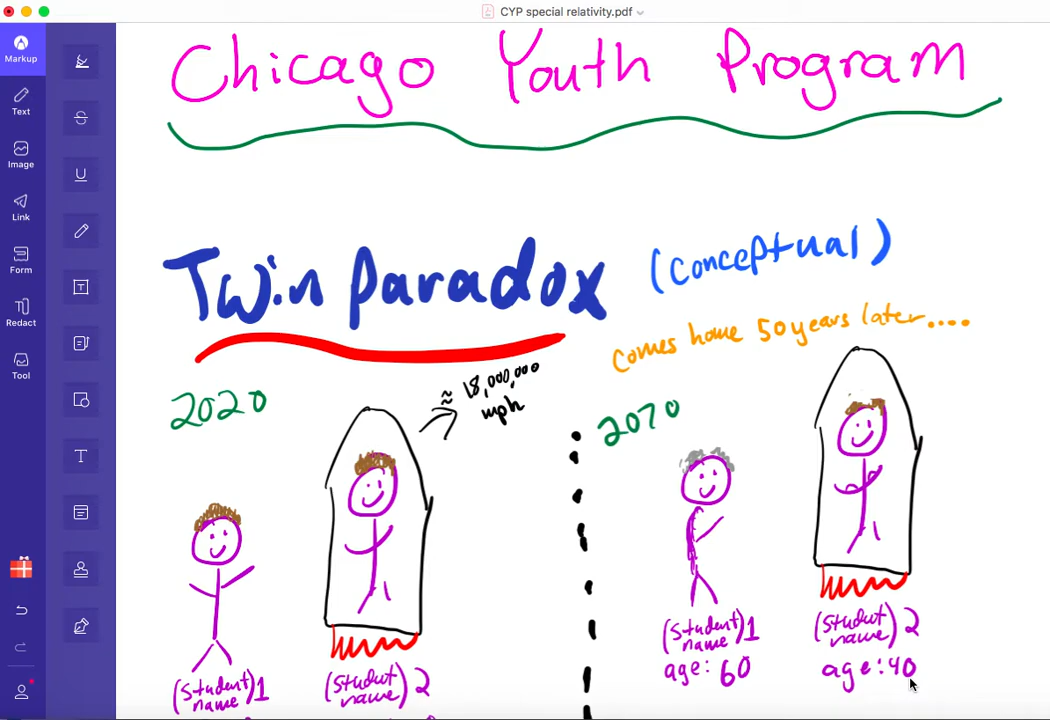 CYP special relativity.pdf
Markup
Text
Image
Link
Form
Redact
Tool
Chicago Youth Program
Twin Paradox (conceptual)
comes home 50 years later....
2020
≈ 18,000,000
mph
2070
(student name) 1
(student name) 2
(student name) 1
age: 60
(student name) 2
age: 40